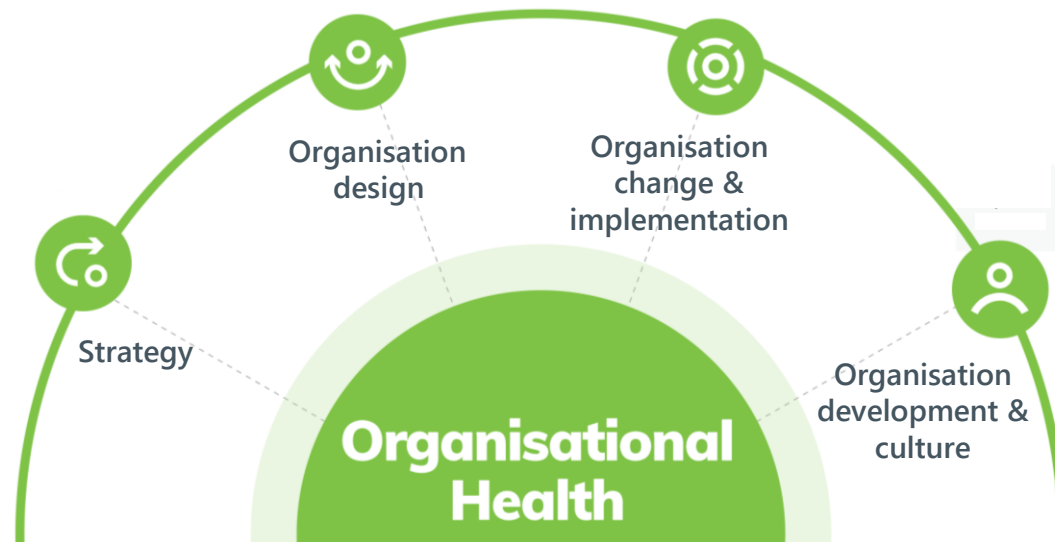 Organisation
design
Organisation
change &
implementation
Strategy
Organisation
development &
culture
Organisational
Health